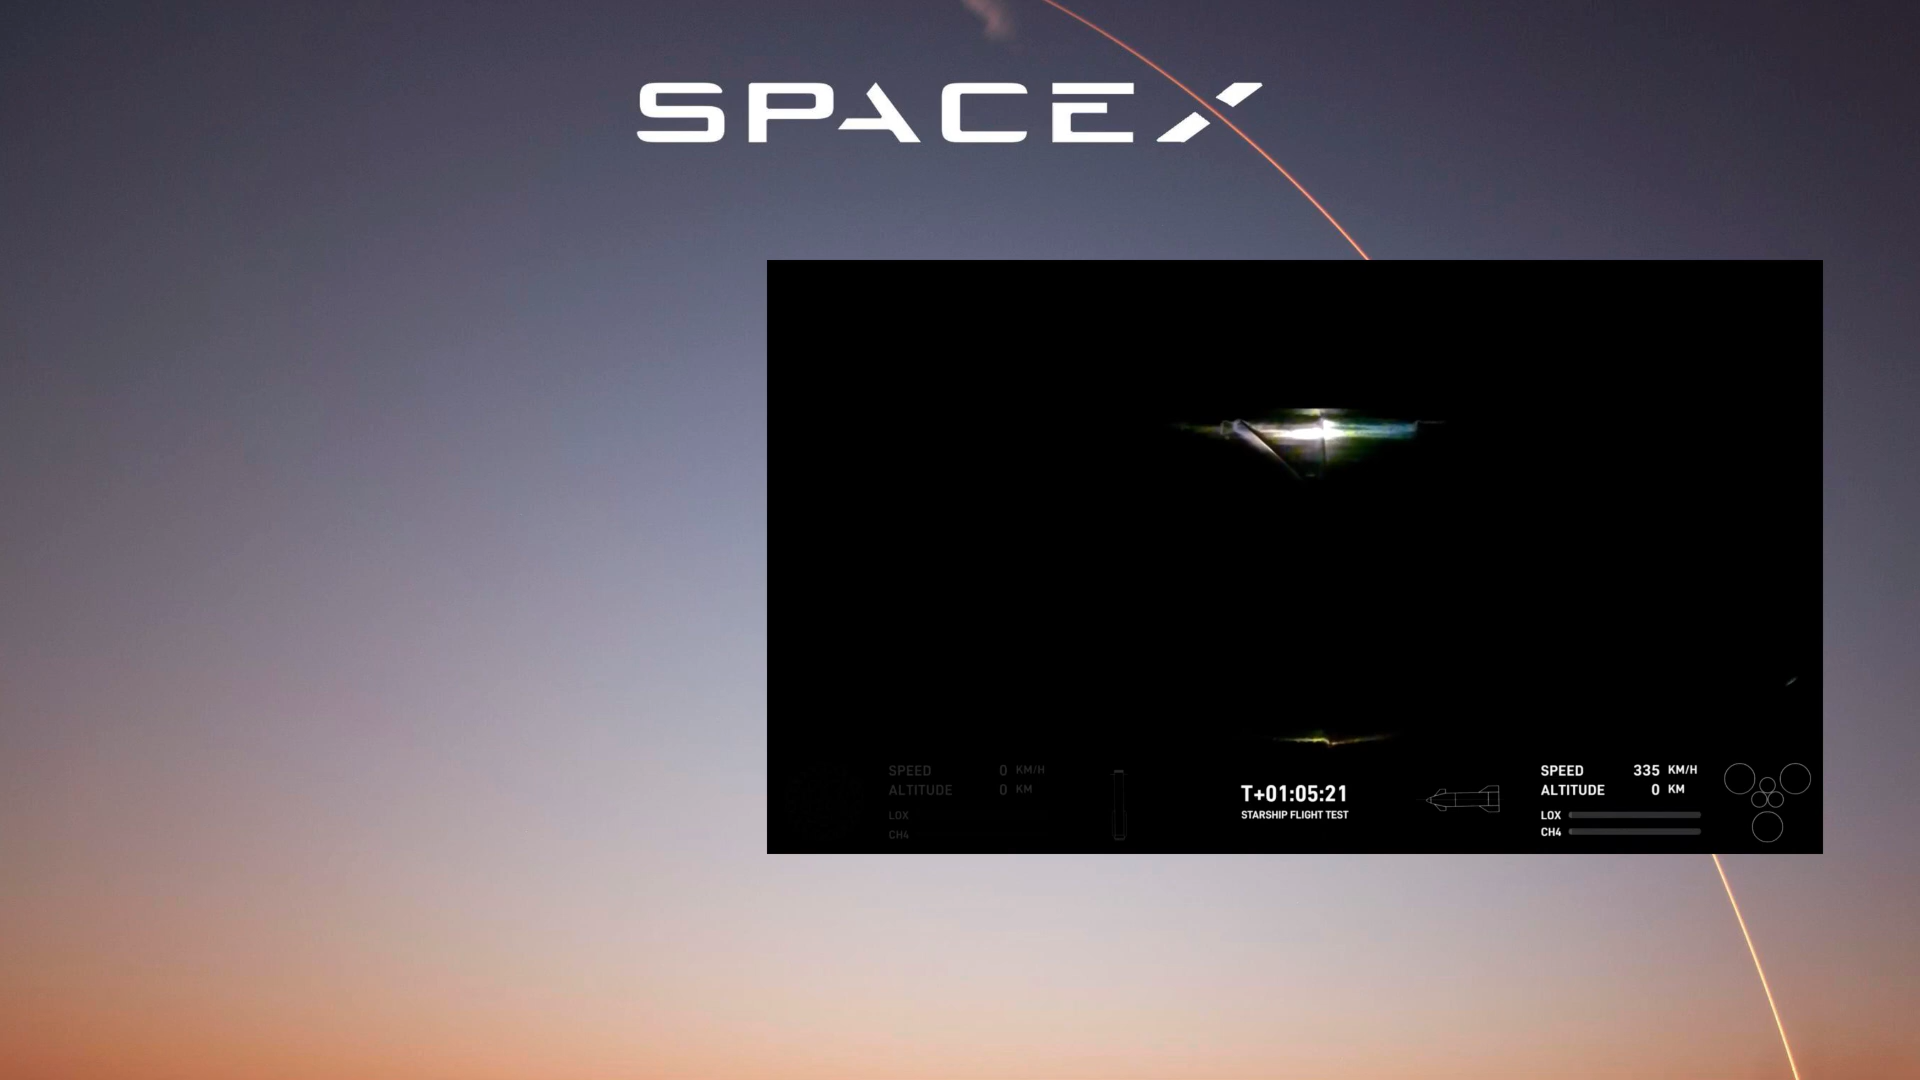 SPACEX
SPEED 0 KM/H
ALTITUDE 0 KM
LOX
CH4
T+01:05:21
STARSHIP FLIGHT TEST
SPEED 335 KM/H
ALTITUDE 0 KM
LOX
CH4